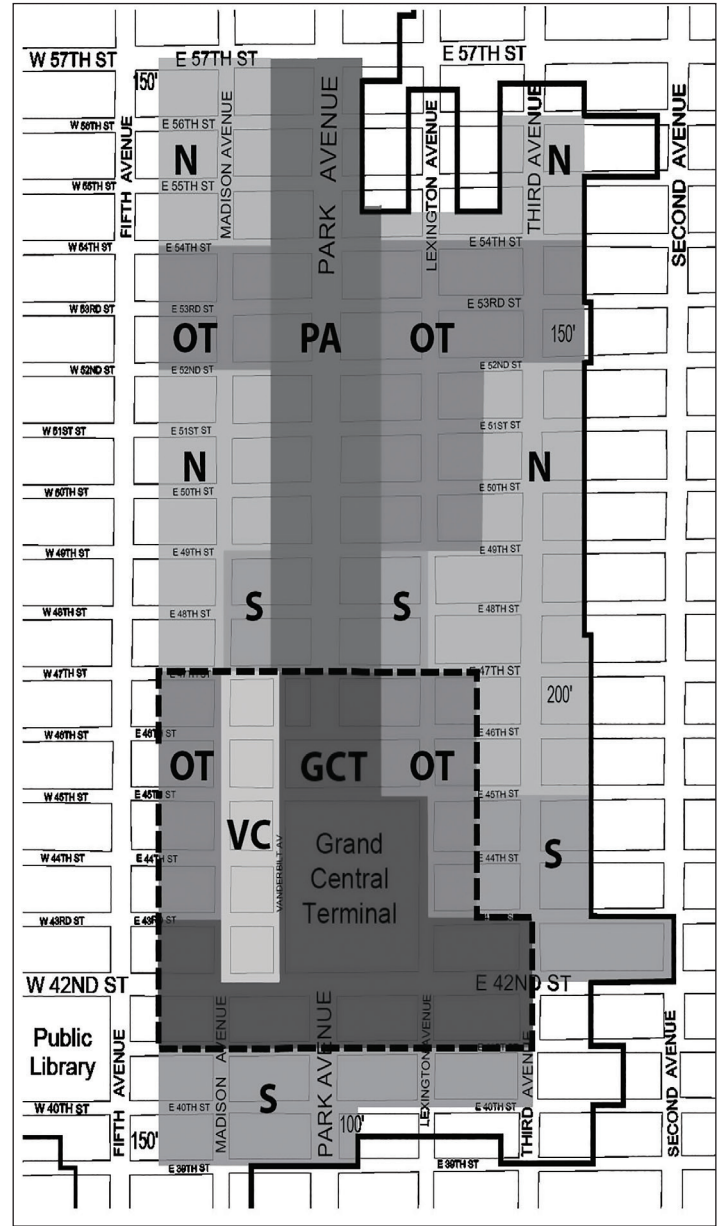 W 57TH ST
E 57TH ST
E 57TH ST
150'
FIFTH AVENUE
MADISON AVENUE
PARK AVENUE
LEXINGTON AVENUE
THIRD AVENUE
SECOND AVENUE
W 56TH ST
E 56TH ST
N
N
W 55TH ST
E 55TH ST
W 54TH ST
E 54TH ST
E 54TH ST
W 53RD ST
E 53RD ST
E 53RD ST
OT
PA
OT
150'
W 52ND ST
E 52ND ST
E 52ND ST
W 51ST ST
E 51ST ST
E 51ST ST
N
N
W 50TH ST
E 50TH ST
E 50TH ST
W 49TH ST
E 49TH ST
E 49TH ST
S
S
W 48TH ST
E 48TH ST
E 48TH ST
W 47TH ST
E 47TH ST
E 47TH ST
200'
W 46TH ST
E 46TH ST
E 46TH ST
OT
GCT
OT
W 45TH ST
E 45TH ST
E 45TH ST
VC
VANDERBILT AV
Grand
Central
Terminal
W 44TH ST
E 44TH ST
E 44TH ST
S
W 43RD ST
E 43RD
W 42ND ST
E 42ND ST
Public
Library
FIFTH AVENUE
MADISON AVENUE
PARK AVENUE
LEXINGTON AVENUE
THIRD AVENUE
SECOND AVENUE
S
W 40TH ST
E 40TH ST
E 40TH ST
100'
150'
E 39TH ST
E 39TH ST